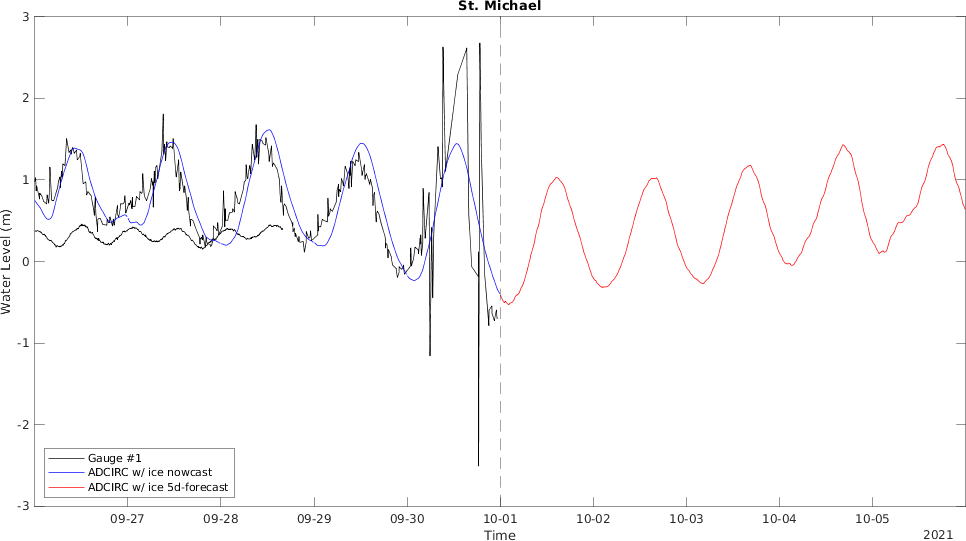 St. Michael
3
2
1
0
-1
-2
-3
Water Level (m)
Gauge #1
ADCIRC w/ ice nowcast
ADCIRC w/ ice 5d-forecast
09-27 09-28 09-29 09-30 10-01 10-02 10-03 10-04 10-05
Time
2021